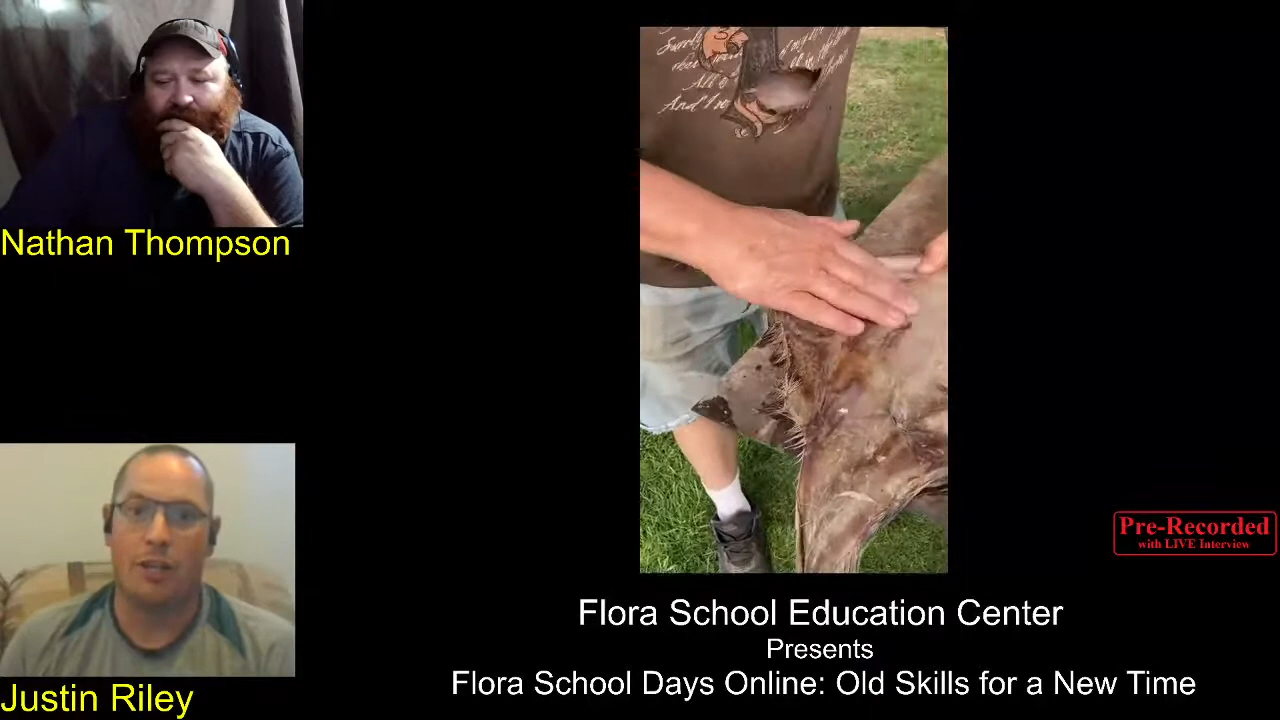 Nathan Thompson
Justin Riley
All
Pre-Recorded
with LIVE Interview
Flora School Education Center
Presents
Flora School Days Online: Old Skills for a New Time